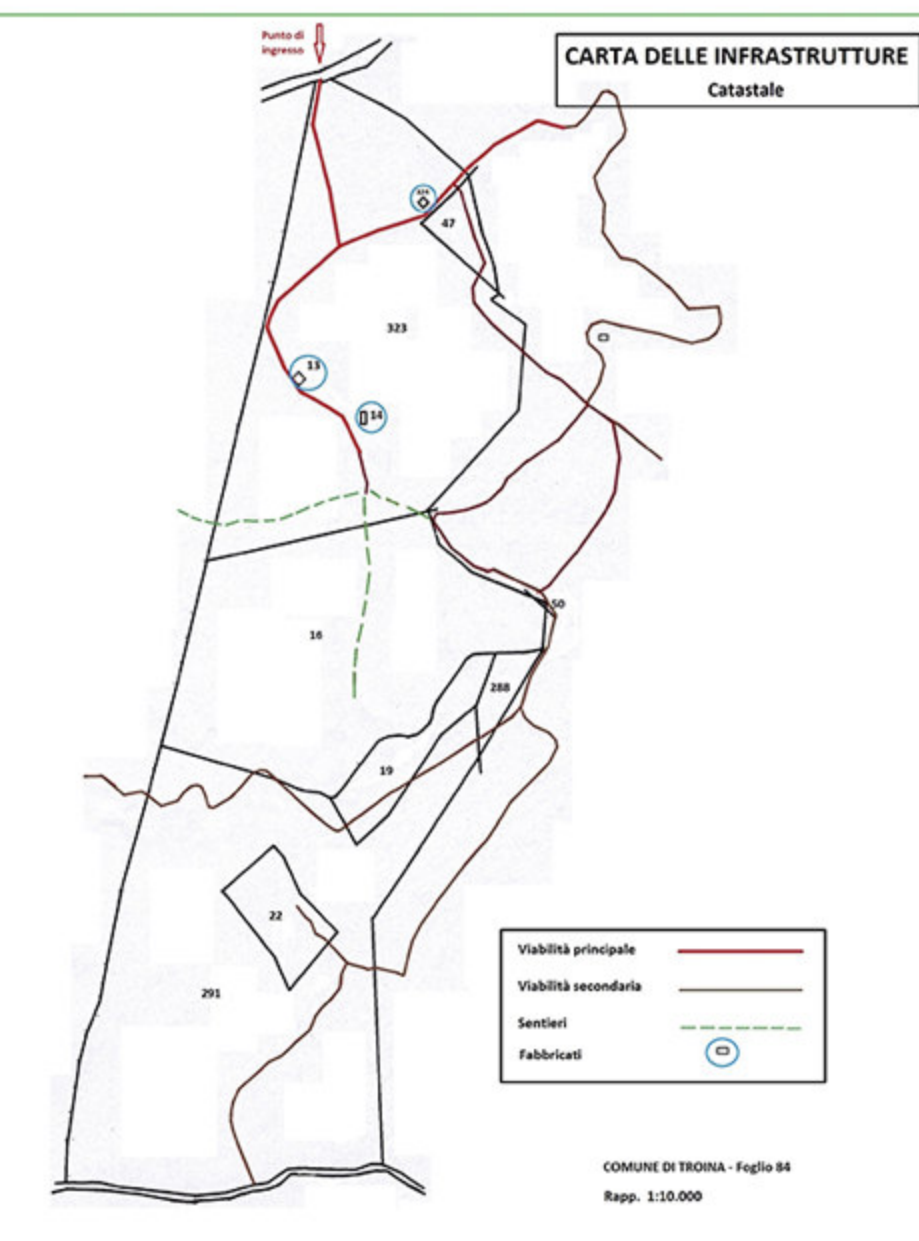 Punto di
ingresso
CARTA DELLE INFRASTRUTTURE
Catastale
47
323
13
14
50
16
288
19
22
291
Viabilità principale
Viabilità secondaria
Sentieri
Fabbricati
COMUNE DI TROINA - Foglio 84
Rapp. 1:10.000